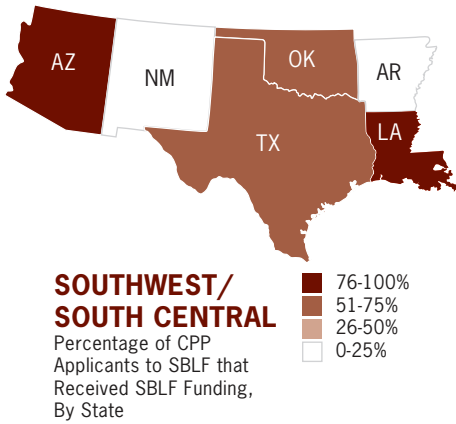 AZ
NM
OK
AR
TX
LA
SOUTHWEST/
SOUTH CENTRAL
Percentage of CPP
Applicants to SBLF that
Received SBLF Funding,
By State
76-100%
51-75%
26-50%
0-25%